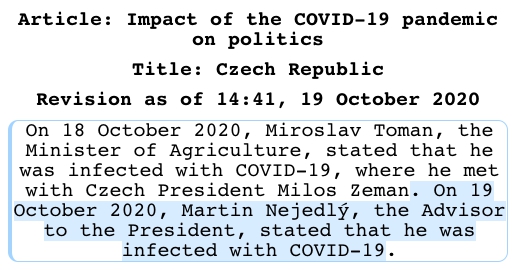 Article: Impact of the COVID-19 pandemic
on politics
Title: Czech Republic
Revision as of 14:41, 19 October 2020
On 18 October 2020, Miroslav Toman, the
Minister of Agriculture, stated that he
was infected with COVID-19, where he met
with Czech President Milos Zeman. On 19
October 2020, Martin Nejedlý, the Advisor
to the President, stated that he was
infected with COVID-19.